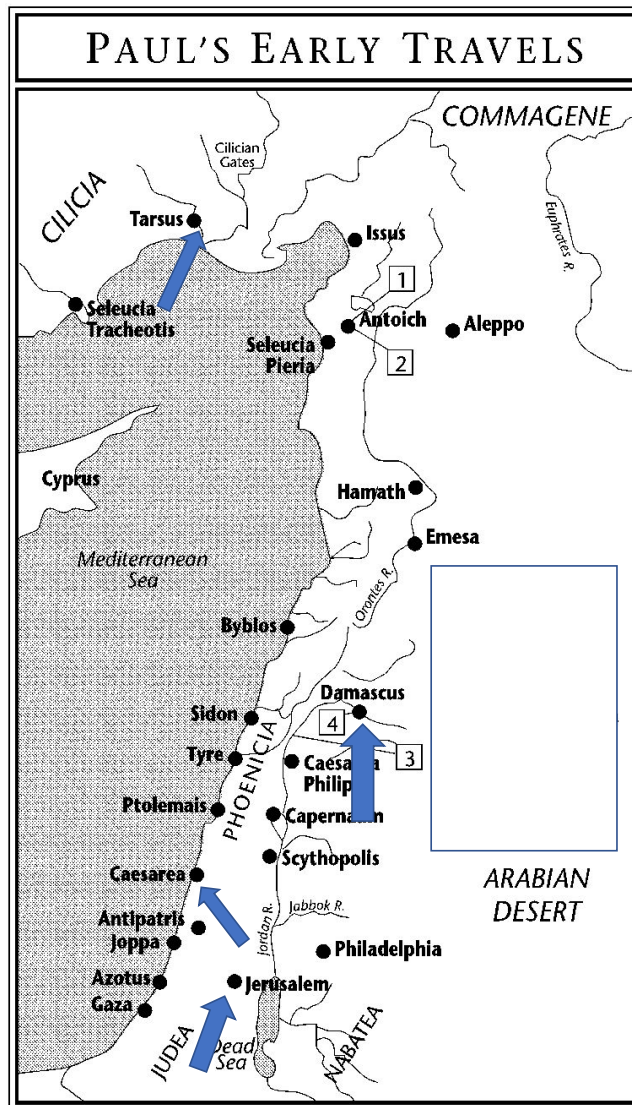 PAUL'S EARLY TRAVELS
COMMAGENE
Cilician
Gates
CILICIA
Tarsus
Euphrates R.
Issus
1
Seleucia
Tracheotis
Antoich
Aleppo
Seleucia
Pieria
2
Cyprus
Hamath
Emesa
Mediterranean
Sea
Orontes R.
Byblos
Damascus
Sidon
4
PHOENICIA
Tyre
3
Caesarea
Philip
Ptolemais
Capernaum
Scythopolis
Caesarea
ARABIAN
DESERT
Jabbok R.
Jordan R.
Antipatris
Joppa
Philadelphia
Azotus
Jerusalem
Gaza
JUDEA
Dead
Sea
NABATEA